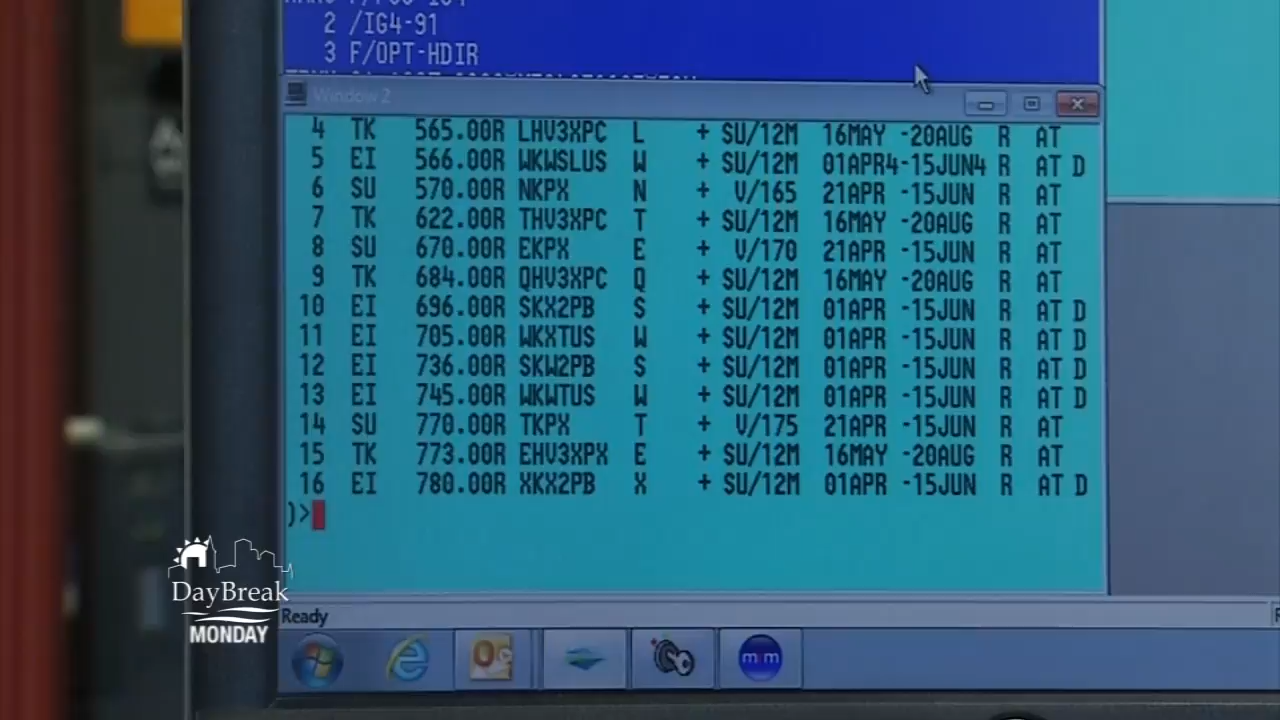 2 /IG4-91
3 F/OPT-HDIR
Window 2
4 TK 565.00R LHV3XPC L + SU/12M 16MAY -20AUG R AT
5 EI 566.00R WKWSLUS W + SU/12M 01APR4-15JUN4 R AT D
6 SU 570.00R NKPX N + V/165 21APR -15JUN R AT
7 TK 622.00R THV3XPC T + SU/12M 16MAY -20AUG R AT
8 SU 670.00R EKPX E + V/170 21APR -15JUN R AT
9 TK 684.00R QHV3XPC Q + SU/12M 16MAY -20AUG R AT
10 EI 696.00R SKX2PB S + SU/12M 01APR -15JUN R AT D
11 EI 705.00R WKXTUS W + SU/12M 01APR -15JUN R AT D
12 EI 736.00R SKW2PB S + SU/12M 01APR -15JUN R AT D
13 EI 745.00R WKWTUS W + SU/12M 01APR -15JUN R AT D
14 SU 770.00R TKPX T + V/175 21APR -15JUN R AT
15 TK 773.00R EHV3XPX E + SU/12M 16MAY -20AUG R AT
16 EI 780.00R XKX2PB X + SU/12M 01APR -15JUN R AT D
)>
DayBreak
MONDAY
Ready